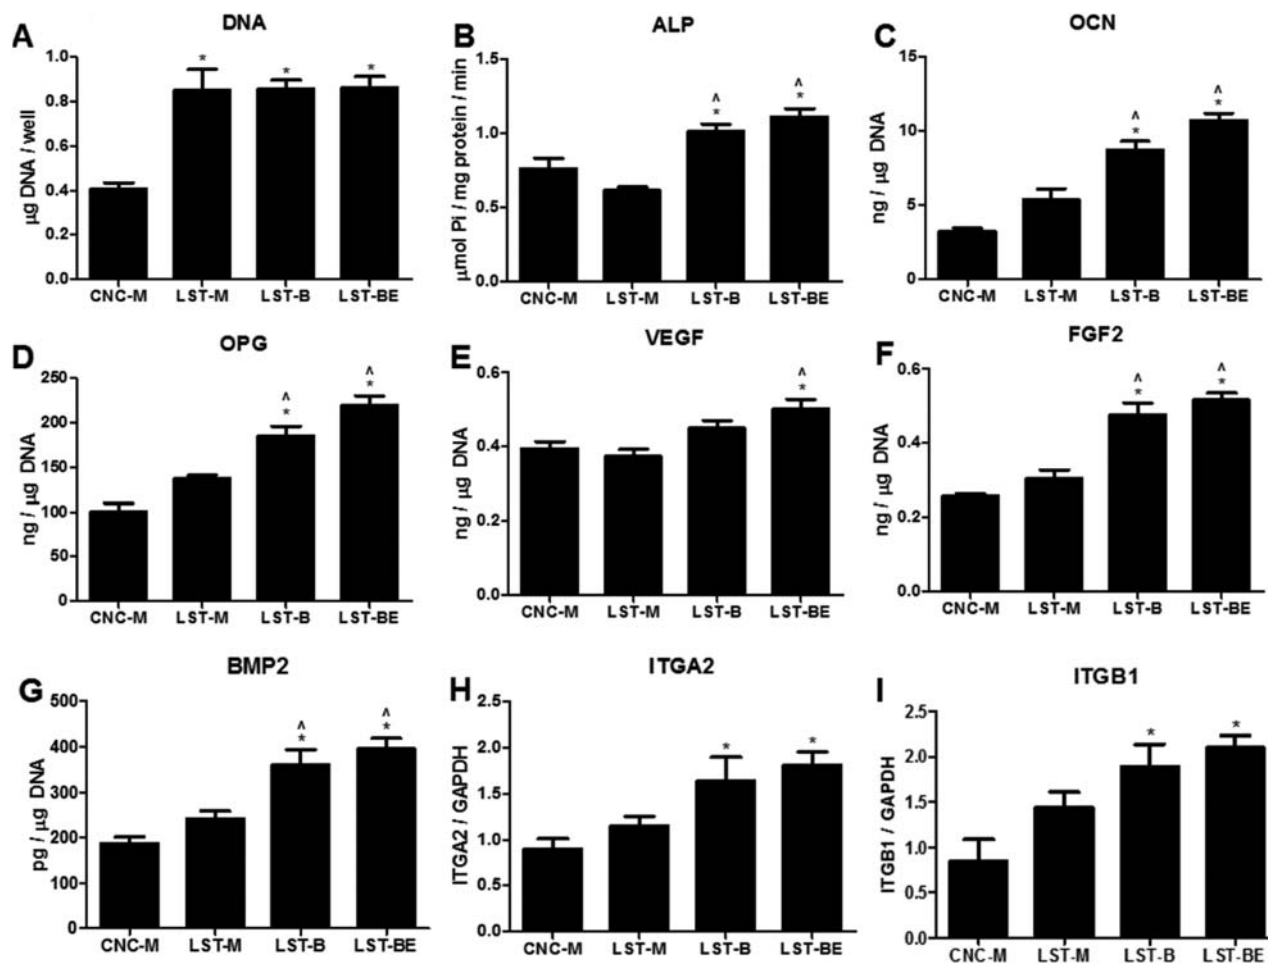 A
DNA
µg DNA / well
1.0
0.8
0.6
0.4
0.2
0.0
*
*
*
CNC-M LST-M LST-B LST-BE
B
ALP
µmol Pi / mg protein / min
1.5
1.0
0.5
0.0
^
*
^
*
CNC-M LST-M LST-B LST-BE
C
OCN
ng / µg DNA
15
10
5
0
^
*
^
*
CNC-M LST-M LST-B LST-BE
D
OPG
ng / µg DNA
250
200
150
100
50
0
^
*
^
*
CNC-M LST-M LST-B LST-BE
E
VEGF
ng / µg DNA
0.6
0.4
0.2
0.0
^
*
CNC-M LST-M LST-B LST-BE
F
FGF2
ng / µg DNA
0.6
0.4
0.2
0.0
^
*
^
*
CNC-M LST-M LST-B LST-BE
G
BMP2
pg / µg DNA
500
400
300
200
100
0
^
*
^
*
CNC-M LST-M LST-B LST-BE
H
ITGA2
ITGA2 / GAPDH
2.5
2.0
1.5
1.0
0.5
0.0
*
*
CNC-M LST-M LST-B LST-BE
I
ITGB1
ITGB1 / GAPDH
2.5
2.0
1.5
1.0
0.5
0.0
*
*
CNC-M LST-M LST-B LST-BE